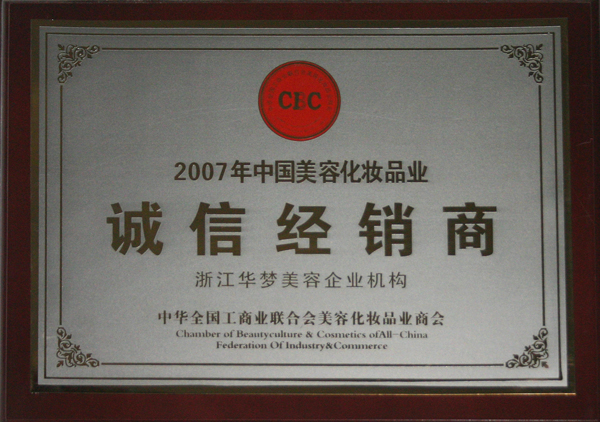 CBC
2007年中国美容化妆品业
诚信经销商
浙江华梦美容企业机构
中华全国工商业联合会美容化妆品业商会
Chamber of Beautyculture & Cosmetics ofAll-China
Federation Of Industry&Commerce